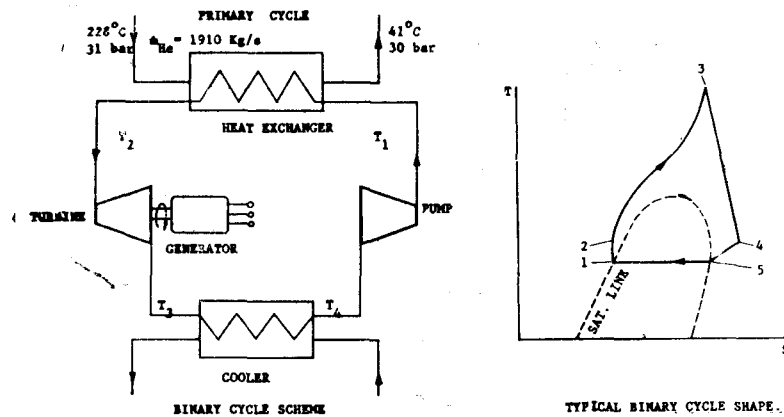 PRIMARY CYCLE
228°C
31 bar
ṁHe= 1910 Kg/s
41°C
30 bar
HEAT EXCHANGER
T2
T1
TURBINE
GENERATOR
PUMP
T3
T4
COOLER
BINARY CYCLE SCHEME
T
3
2
1
4
5
SAT. LINE
S
TYPICAL BINARY CYCLE SHAPE.